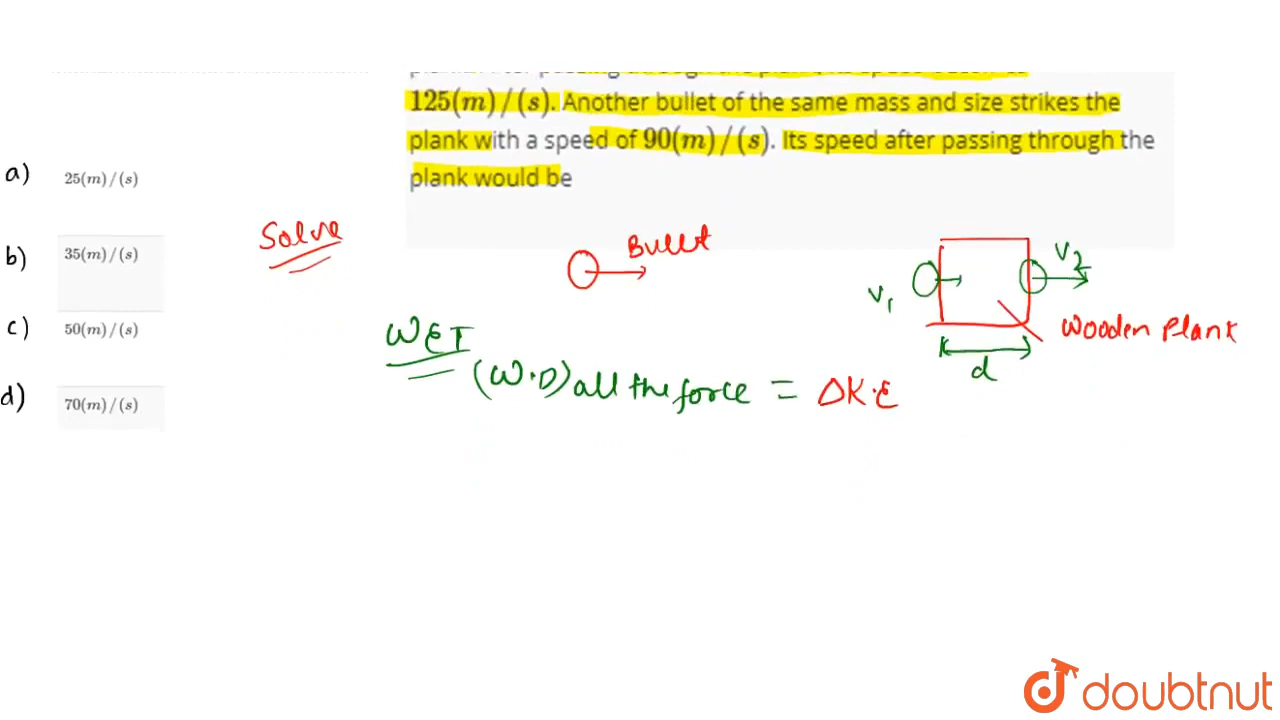 125(m)/(s). Another bullet of the same mass and size strikes the
plank with a speed of 90(m)/(s). Its speed after passing through the
plank would be
a) 25(m)/(s)
b) 35(m)/(s)
c) 50(m)/(s)
d) 70(m)/(s)
Solve
Bullet
V₁
V₂
Wooden Plank
d
WET
(W.D) all the force = ΔK.E
doubtnut